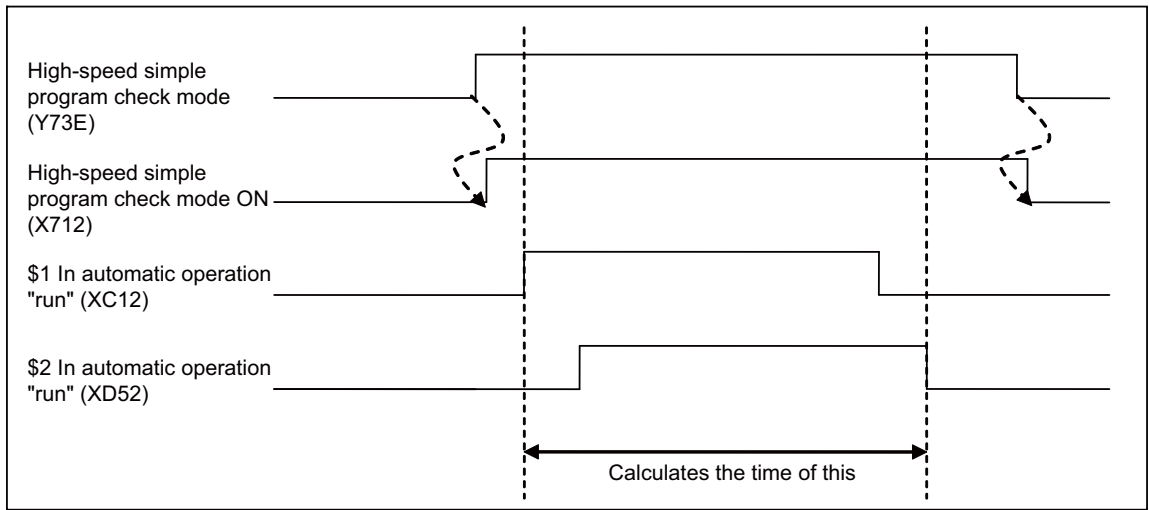 High-speed simple
program check mode
(Y73E)
High-speed simple
program check mode ON
(X712)
$1 In automatic operation
"run" (XC12)
$2 In automatic operation
"run" (XD52)
Calculates the time of this